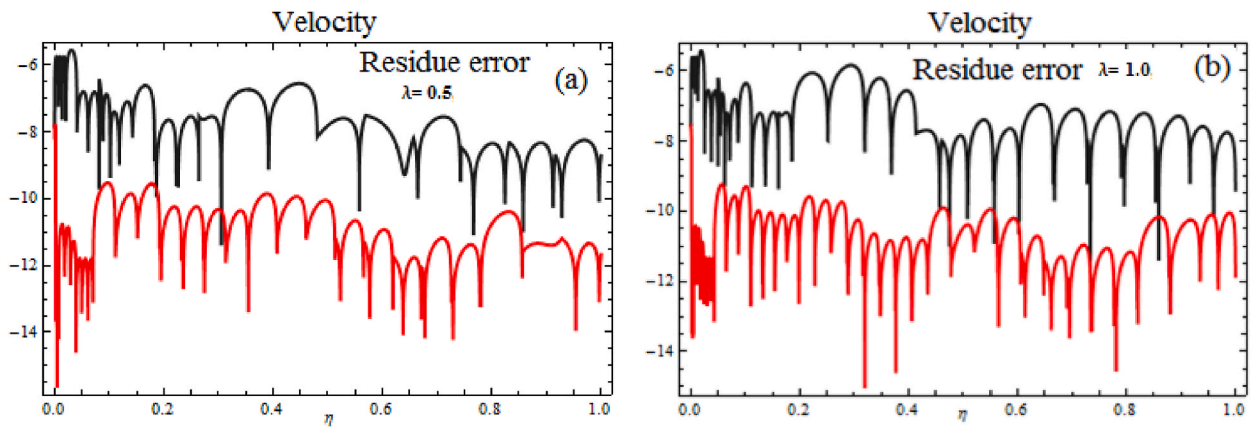 Velocity
Residue error (a)
λ= 0.5,
−6
−8
−10
−12
−14
0.0 0.2 0.4 0.6 0.8 1.0
η
Velocity
Residue error λ= 1.0, (b)
−6
−8
−10
−12
−14
0.0 0.2 0.4 0.6 0.8 1.0
η